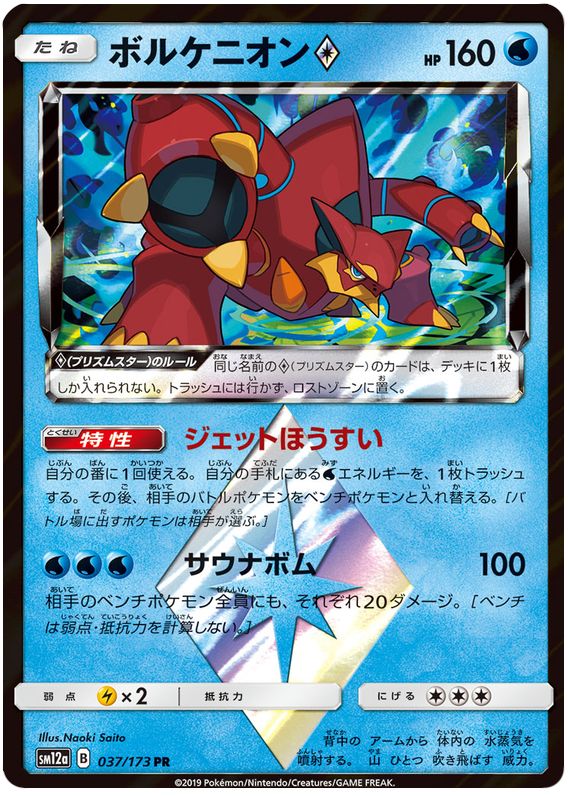 たね ボルケニオン◇ HP 160
◇(プリズムスター)のルール 同じ名前の◇(プリズムスター)のカードは、デッキに1枚
しか入れられない。トラッシュには行かず、ロストゾーンに置く。
特性 ジェットほうすい
自分の番に1回使える。自分の手札にある水エネルギーを、1枚トラッシュ
する。その後、相手のバトルポケモンをベンチポケモンと入れ替える。[バ
トル場に出すポケモンは相手が選ぶ。]
サウナボム 100
相手のベンチポケモン全員にも、それぞれ20ダメージ。[ベンチ
は弱点・抵抗力を計算しない。]
弱点 ×2 抵抗力 にげる
Illus.Naoki Saito
sm12a B 037/173 PR
背中の アームから 体内の 水蒸気を
噴射する。 山 ひとつ 吹き飛ばす 威力。
©2019 Pokémon/Nintendo/Creatures/GAME FREAK.